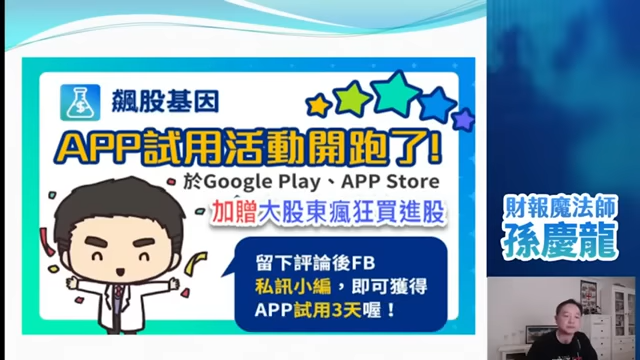 飆股基因
APP試用活動開跑了!
於Google Play、APP Store
加贈大股東瘋狂買進股
留下評論後FB
私訊小編，即可獲得
APP試用3天喔！
財報魔法師
孫慶龍